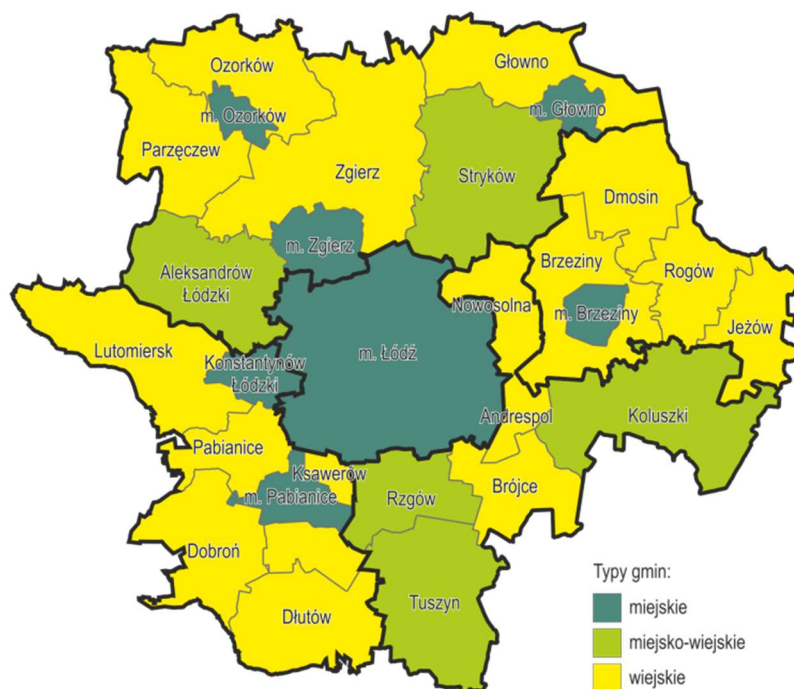 Ozorków
Głowno
m. Ozorków
m. Głowno
Parzęczew
Zgierz
Stryków
Dmosin
m. Zgierz
Aleksandrów
Łódzki
Brzeziny
Rogów
Nowosolna
m. Brzeziny
Jeżów
Lutomiersk
m. Łódź
Konstantynów
Łódzki
Andrespol
Koluszki
Pabianice
Ksawerów
m. Pabianice
Rzgów
Brójce
Dobroń
Tuszyn
Dłutów
Typy gmin:
miejskie
miejsko-wiejskie
wiejskie